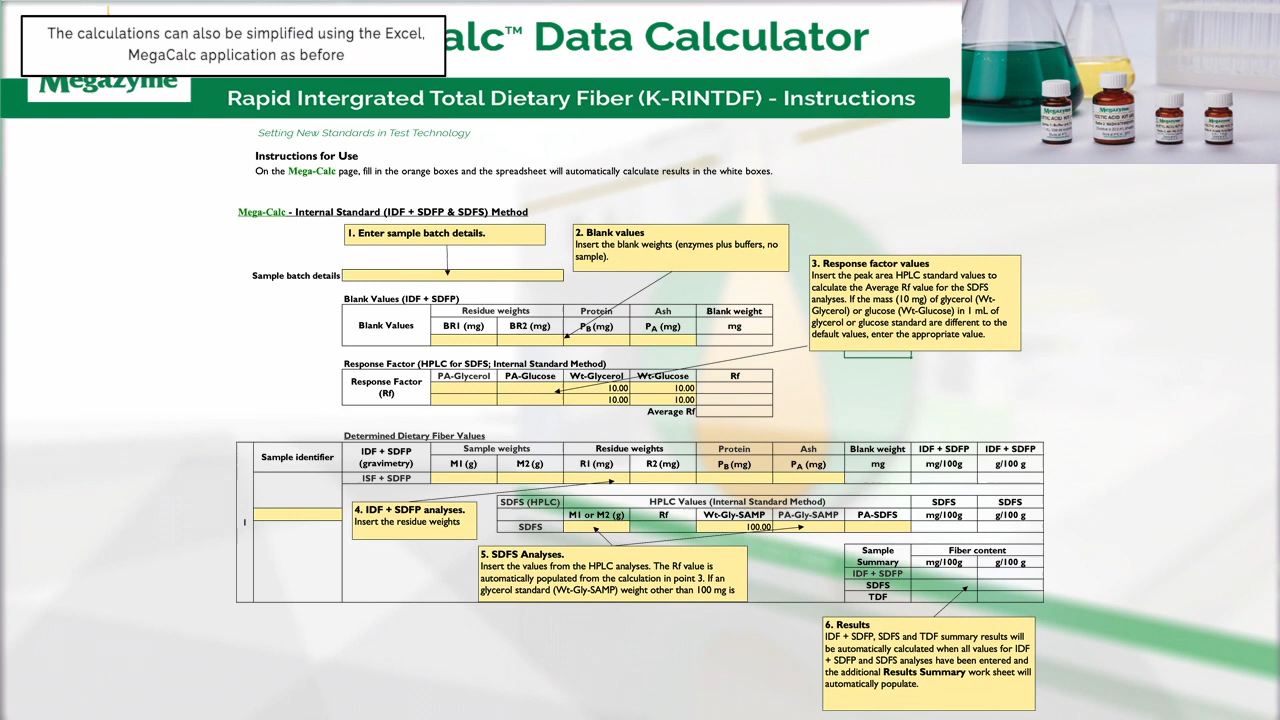 The calculations can also be simplified using the Excel,
MegaCalc application as before
alc™ Data Calculator
Megazyme
Rapid Intergrated Total Dietary Fiber (K-RINTDF) - Instructions
Setting New Standards in Test Technology
Instructions for Use
On the Mega-Calc page, fill in the orange boxes and the spreadsheet will automatically calculate results in the white boxes.
Mega-Calc - Internal Standard (IDF + SDFP & SDFS) Method
1. Enter sample batch details.
2. Blank values
Insert the blank weights (enzymes plus buffers, no
sample).
3. Response factor values
Insert the peak area HPLC standard values to
calculate the Average Rf value for the SDFS
analyses. If the mass (10 mg) of glycerol (Wt-
Glycerol) or glucose (Wt-Glucose) in 1 mL of
glycerol or glucose standard are different to the
default values, enter the appropriate value.
Sample batch details
Blank Values (IDF + SDFP)
Residue weights Protein Ash Blank weight
Blank Values BR1 (mg) BR2 (mg) PB (mg) PA (mg) mg
Response Factor (HPLC for SDFS; Internal Standard Method)
Response Factor
(Rf)
PA-Glycerol PA-Glucose Wt-Glycerol Wt-Glucose Rf
10.00 10.00
10.00 10.00
Average Rf
Determined Dietary Fiber Values
Sample identifier
IDF + SDFP
(gravimetry)
Sample weights Residue weights Protein Ash Blank weight IDF + SDFP IDF + SDFP
M1 (g) M2 (g) R1 (mg) R2 (mg) PB (mg) PA (mg) mg mg/100g g/100 g
ISF + SDFP
1
4. IDF + SDFP analyses.
Insert the residue weights
SDFS (HPLC) HPLC Values (Internal Standard Method) SDFS SDFS
M1 or M2 (g) Rf Wt-Gly-SAMP PA-Gly-SAMP PA-SDFS mg/100g g/100 g
SDFS 100.00
5. SDFS Analyses.
Insert the values from the HPLC analyses. The Rf value is
automatically populated from the calculation in point 3. If an
glycerol standard (Wt-Gly-SAMP) weight other than 100 mg is
Sample
Summary
Fiber content
mg/100g g/100 g
IDF + SDFP
SDFS
TDF
6. Results
IDF + SDFP, SDFS and TDF summary results will
be automatically calculated when all values for IDF
+ SDFP and SDFS analyses have been entered and
the additional Results Summary work sheet will
automatically populate.